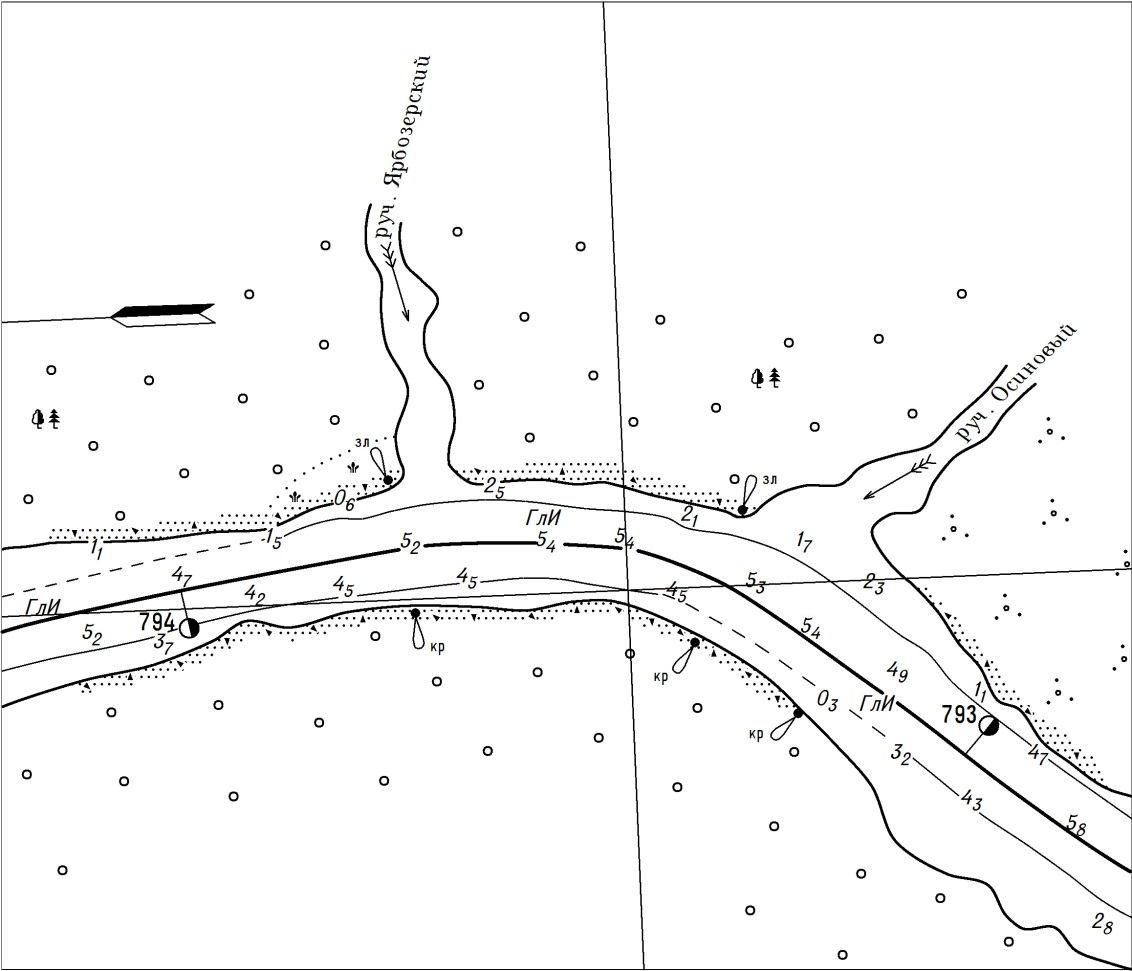 руч. Ярбозерский
руч. Осиновый
зл
зл
0₆
2₅
ГлИ
2₁
1₁
1₅
5₂
5₄
5₄
1₇
4₇
4₂
4₅
4₅
4₅
5₃
2₃
ГлИ
794
5₂
3₇
5₄
кр
кр
4₉
0₃
ГлИ
1₁
793
кр
3₂
4₇
4₃
5₈
2₈